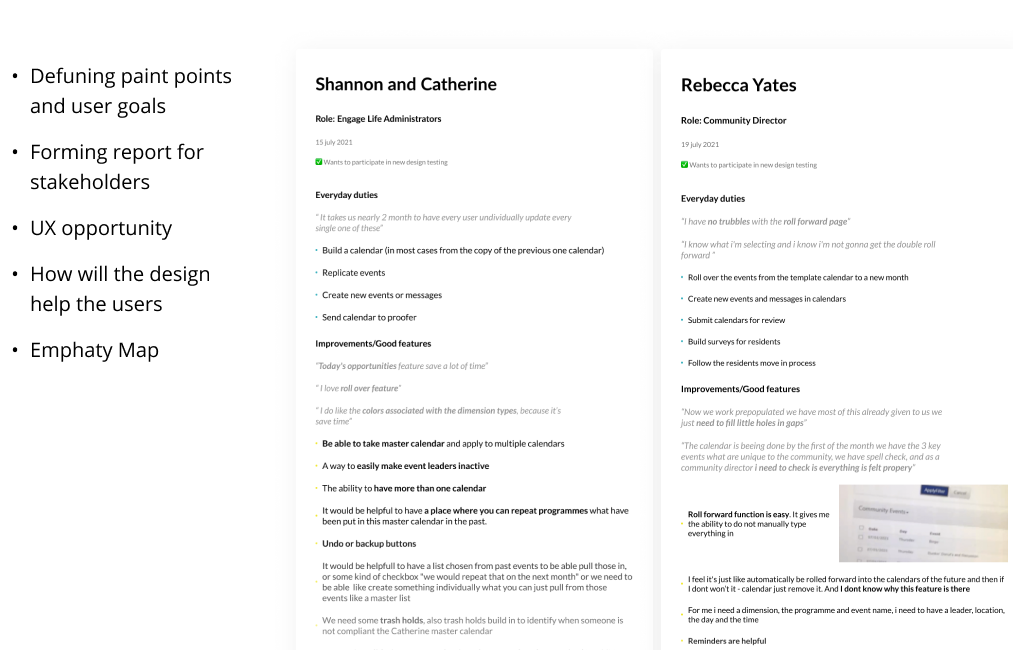 • Defuning paint points
and user goals
• Forming report for
stakeholders
• UX opportunity
• How will the design
help the users
• Emphaty Map
Shannon and Catherine
Role: Engage Life Administrators
15 july 2021
✅ Wants to participate in new design testing
Everyday duties
“ It takes us nearly 2 month to have every user undividually update every
single one of these”
• Build a calendar (in most cases from the copy of the previous one calendar)
• Replicate events
• Create new events or messages
• Send calendar to proofer
Improvements/Good features
“Today's opportunities feature save a lot of time”
“ I love roll over feature”
“ I do like the colors associated with the dimension types, because it's
save time”
• Be able to take master calendar and apply to multiple calendars
• A way to easily make event leaders inactive
• The ability to have more than one calendar
• It would be helpful to have a place where you can repeat programmes what have
been put in this master calendar in the past.
• Undo or backup buttons
• It would be helpfull to have a list chosen from past events to be able pull those in,
or some kind of checkbox "we would repeat that on the next month" or we need to
be able like create something individually what you can just pull from those
events like a master list
• We need some trash holds, also trash holds build in to identify when someone is
not compliant the Catherine master calendar
Rebecca Yates
Role: Community Director
19 july 2021
✅ Wants to participate in new design testing
Everyday duties
“I have no trubbles with the roll forward page”
“I know what i'm selecting and i know i'm not gonna get the double roll
forward “
• Roll over the events from the template calendar to a new month
• Create new events and messages in calendars
• Submit calendars for review
• Build surveys for residents
• Follow the residents move in process
Improvements/Good features
“Now we work prepopulated we have most of this already given to us we
just need to fill little holes in gaps”
“The calendar is beeing done by the first of the month we have the 3 key
events what are unique to the community, we have spell check, and as a
community director i need to check is everything is felt propery”
• Roll forward function is easy. It gives me
the ability to do not manually type
everything in
Apply Filter Cancel
Community Events
Date Day Event
• I feel it's just like automatically be rolled forward into the calendars of the future and then if
I dont won't it - calendar just remove it. And I dont know why this feature is there
• For me i need a dimension, the programme and event name, i need to have a leader, location,
the day and the time
• Reminders are helpful